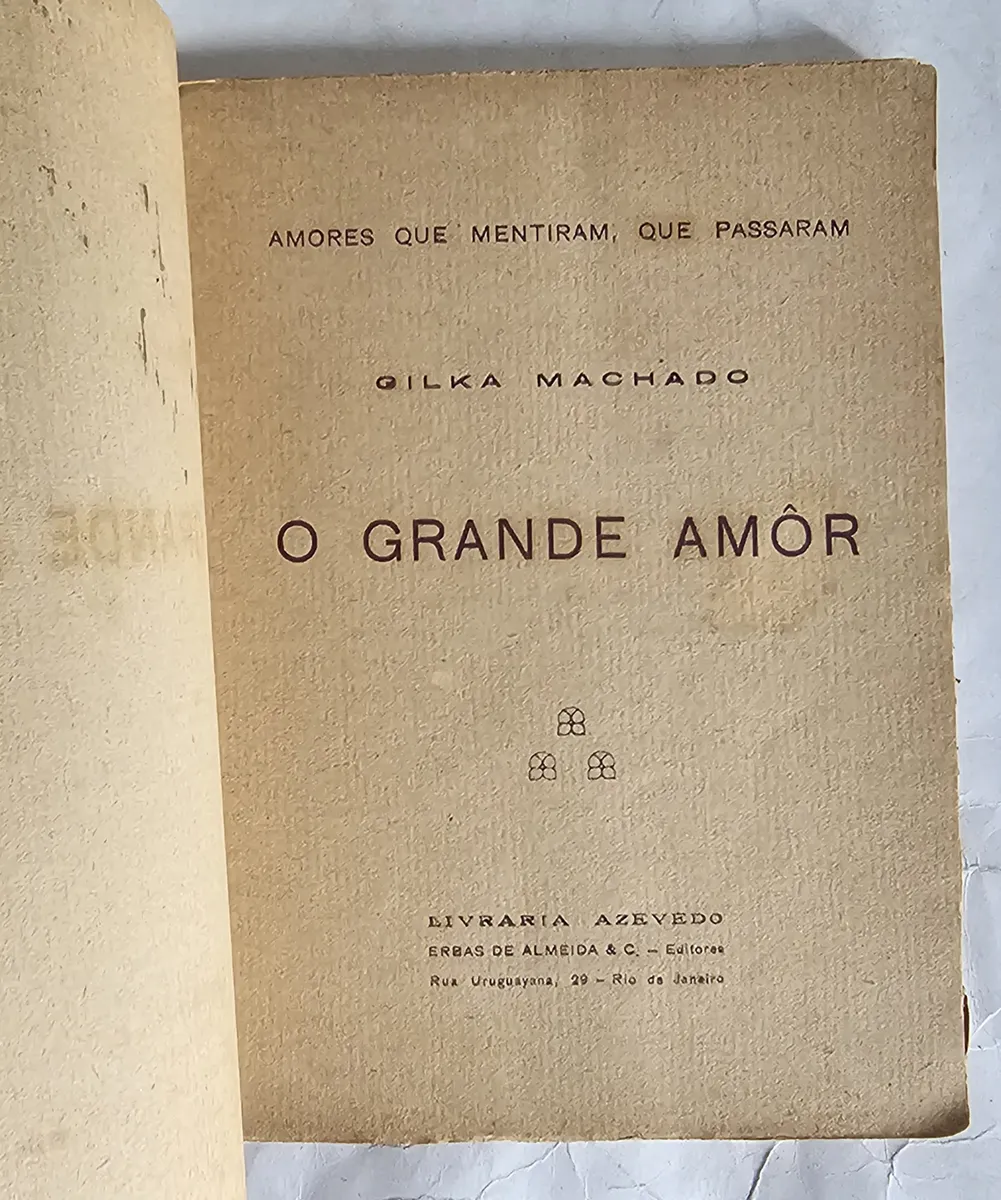 AMORES QUE MENTIRAM, QUE PASSARAM
GILKA MACHADO
O GRANDE AMÔR
LIVRARIA AZEVEDO
ERBAS DE ALMEIDA & C. — Editores
Rua Uruguayana, 29 — Rio de Janeiro